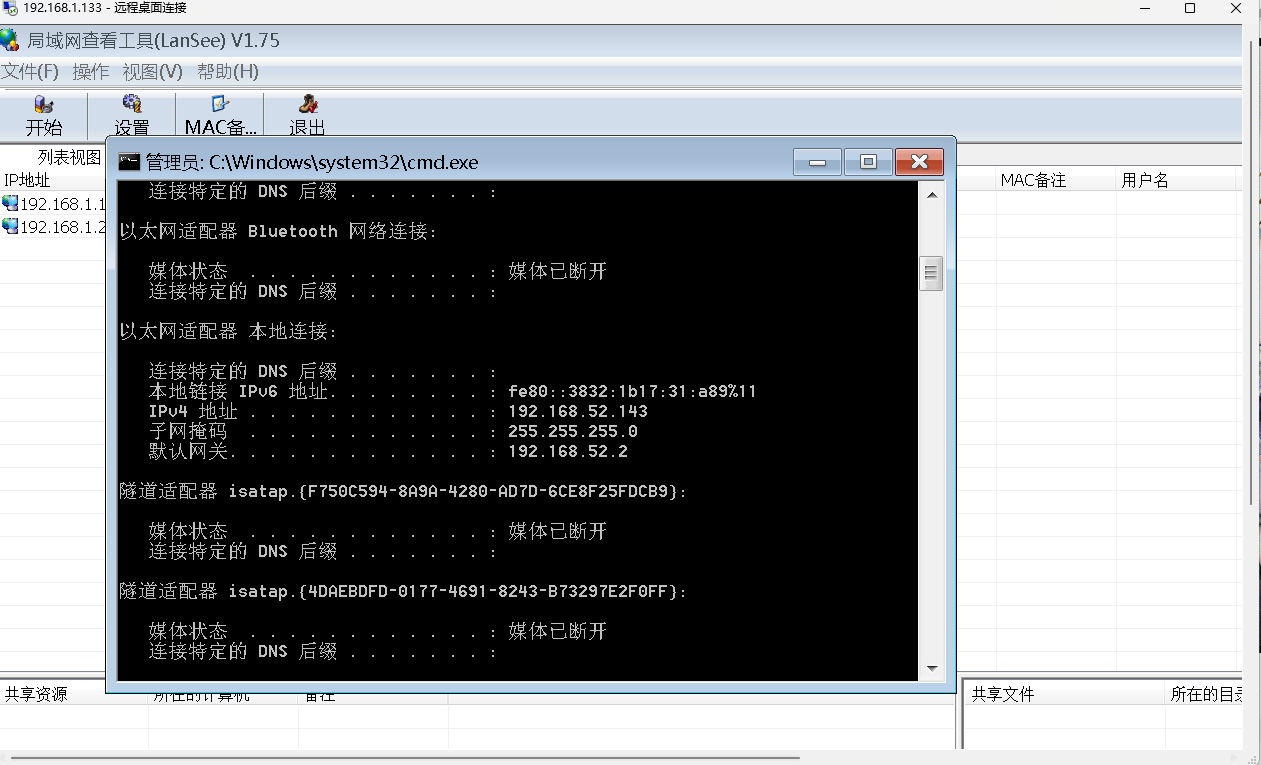 192.168.1.133 - 远程桌面连接
局域网查看工具(LanSee) V1.75
文件(F) 操作 视图(V) 帮助(H)
开始 设置 MAC备... 退出
列表视图
管理员: C:\Windows\system32\cmd.exe
IP地址 MAC备注 用户名
192.168.1.1
192.168.1.2
连接特定的 DNS 后缀 . . . . . . . :
以太网适配器 Bluetooth 网络连接:
媒体状态 . . . . . . . . . . . . : 媒体已断开
连接特定的 DNS 后缀 . . . . . . . :
以太网适配器 本地连接:
连接特定的 DNS 后缀 . . . . . . . :
本地链接 IPv6 地址. . . . . . . . : fe80::3832:1b17:31:a89%11
IPv4 地址 . . . . . . . . . . . . : 192.168.52.143
子网掩码 . . . . . . . . . . . . : 255.255.255.0
默认网关. . . . . . . . . . . . . : 192.168.52.2
隧道适配器 isatap.{F750C594-8A9A-4280-AD7D-6CE8F25FDCB9}:
媒体状态 . . . . . . . . . . . . : 媒体已断开
连接特定的 DNS 后缀 . . . . . . . :
隧道适配器 isatap.{4DAEBDFD-0177-4691-8243-B73297E2F0FF}:
媒体状态 . . . . . . . . . . . . : 媒体已断开
连接特定的 DNS 后缀 . . . . . . . :
共享资源 所在的计算机 备注 共享文件 所在的目录